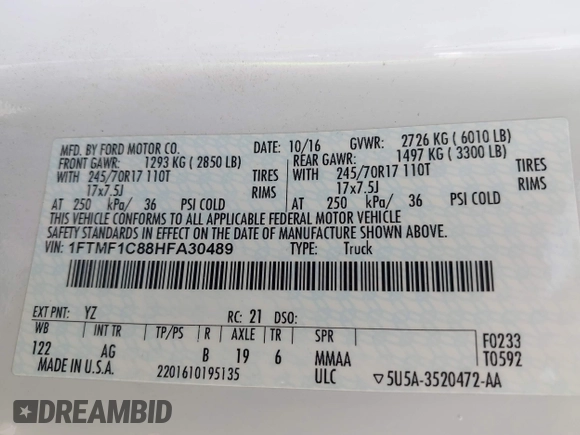 MFD. BY FORD MOTOR CO. DATE: 10/16 GVWR: 2726 KG ( 6010 LB)
FRONT GAWR: 1293 KG ( 2850 LB) REAR GAWR: 1497 KG ( 3300 LB)
WITH 245/70R17 110T TIRES WITH 245/70R17 110T TIRES
17x7.5J RIMS 17x7.5J RIMS
AT 250 kPa/ 36 PSI COLD AT 250 kPa/ 36 PSI COLD
THIS VEHICLE CONFORMS TO ALL APPLICABLE FEDERAL MOTOR VEHICLE
SAFETY STANDARDS IN EFFECT ON THE DATE OF MANUFACTURE SHOWN ABOVE.
VIN: 1FTMF1C88HFA30489 TYPE: Truck
EXT PNT: YZ RC: 21 DSO:
WB INT TR TP/PS R AXLE TR SPR F0233
122 AG B 19 6 MMAA T0592
MADE IN U.S.A. 2201610195135 ULC ▽5U5A-3520472-AA
DREAMBID